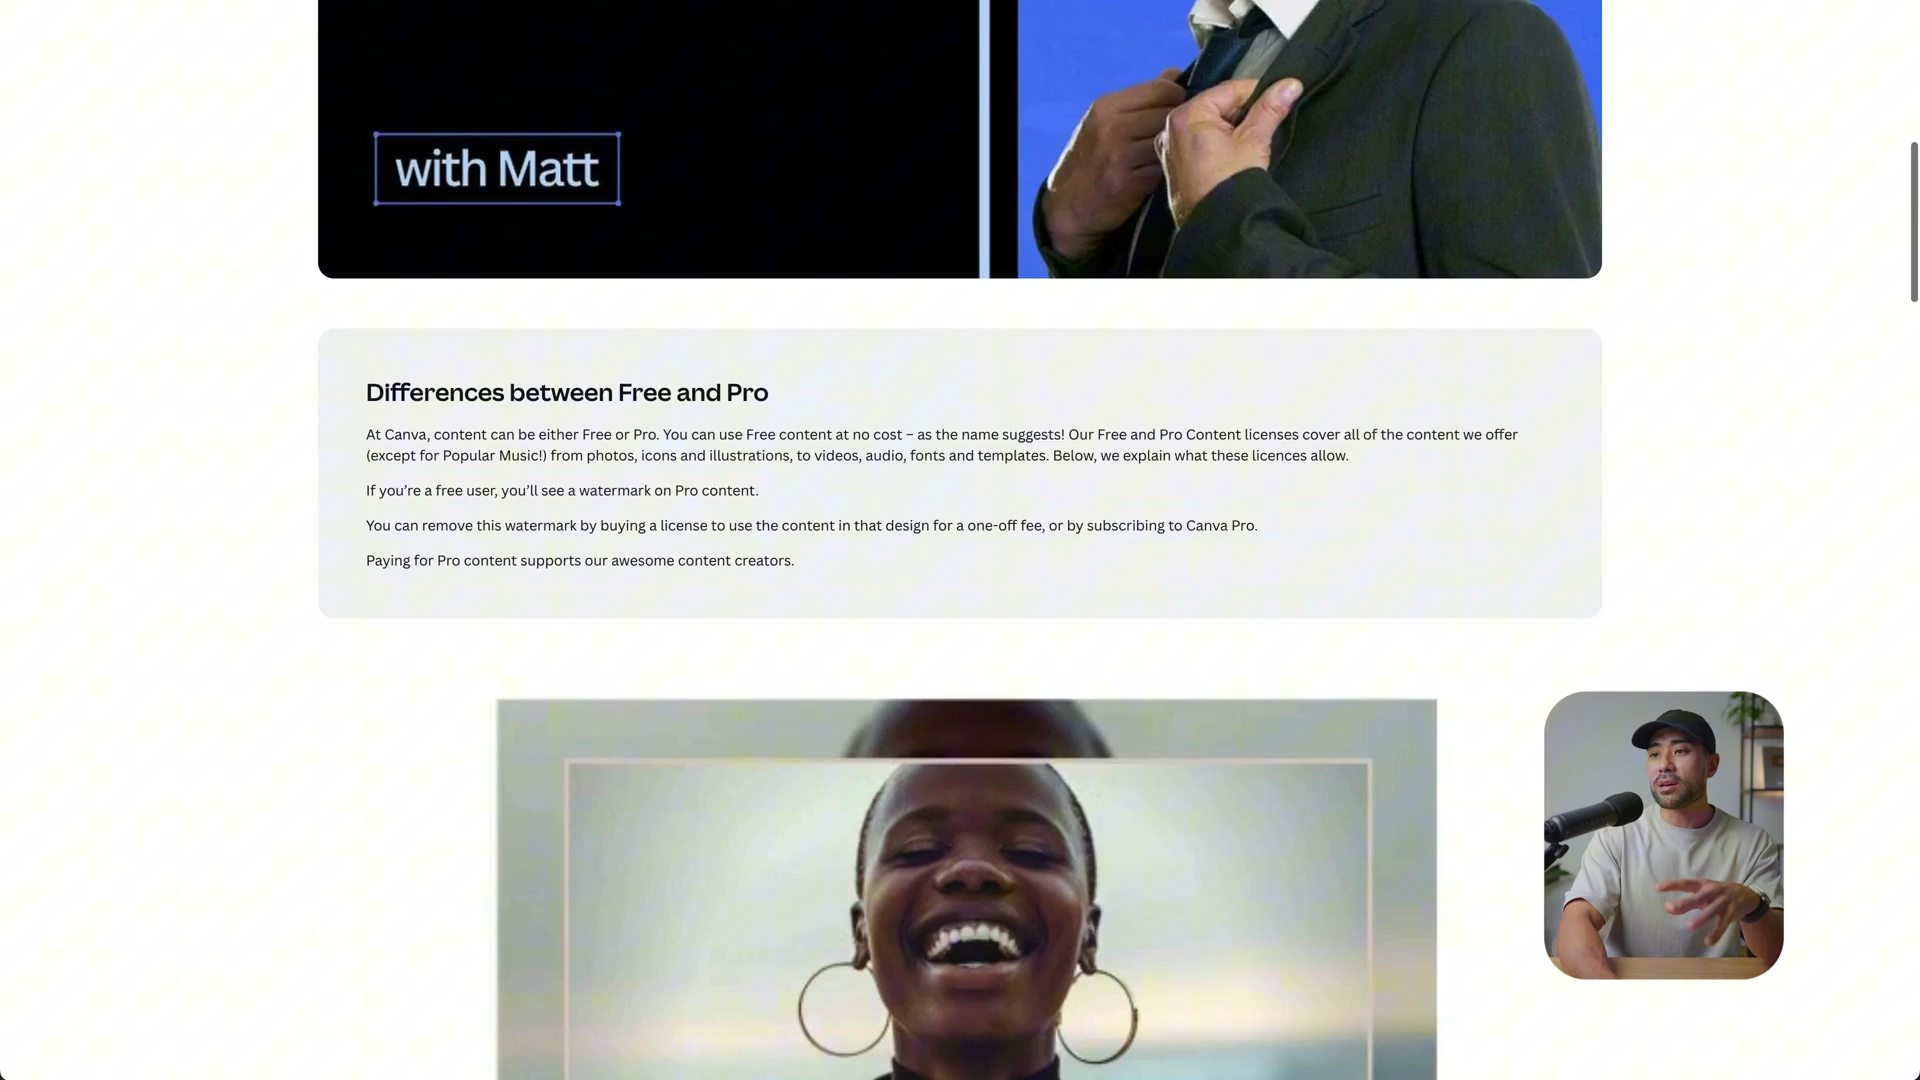 with Matt
Differences between Free and Pro
At Canva, content can be either Free or Pro. You can use Free content at no cost – as the name suggests! Our Free and Pro Content licenses cover all of the content we offer
(except for Popular Music!) from photos, icons and illustrations, to videos, audio, fonts and templates. Below, we explain what these licences allow.
If you’re a free user, you’ll see a watermark on Pro content.
You can remove this watermark by buying a license to use the content in that design for a one-off fee, or by subscribing to Canva Pro.
Paying for Pro content supports our awesome content creators.